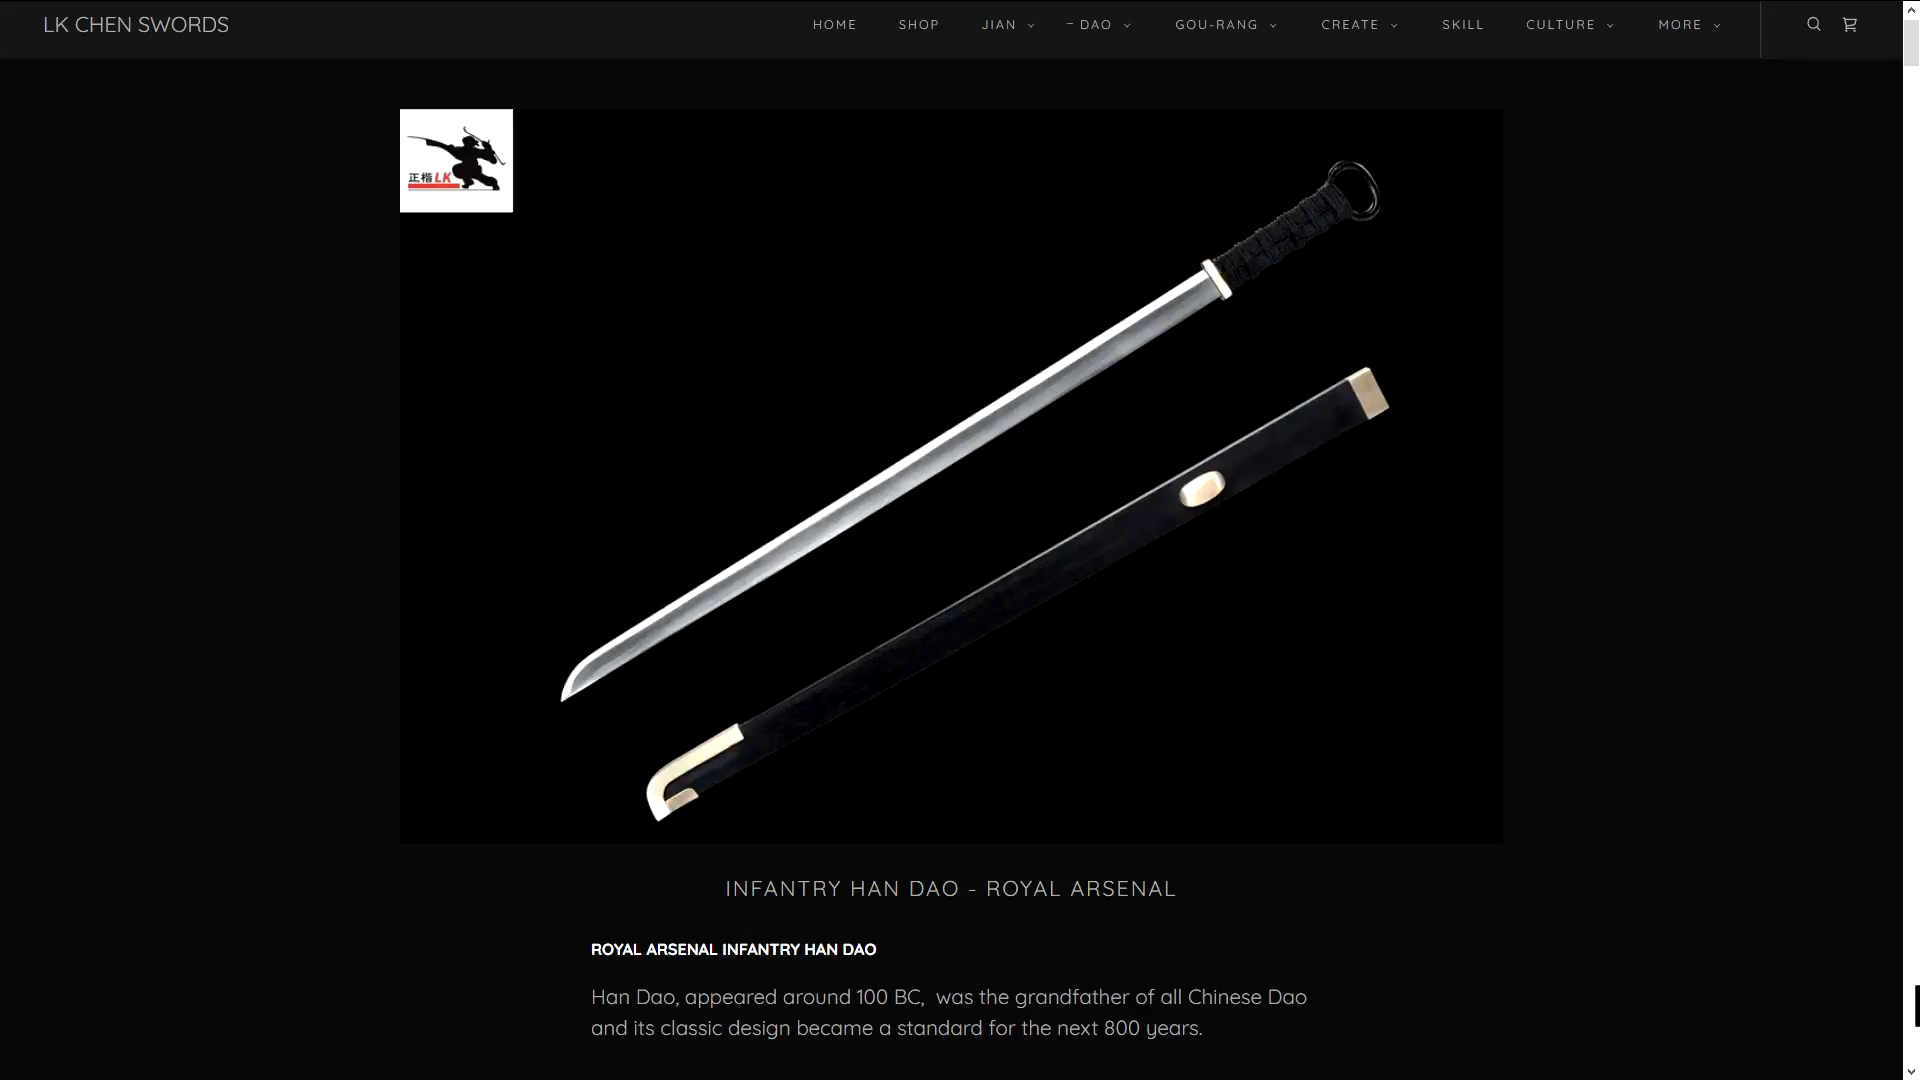 LK CHEN SWORDS
HOME SHOP JIAN DAO GOU-RANG CREATE SKILL CULTURE MORE
正楷LK
INFANTRY HAN DAO - ROYAL ARSENAL
ROYAL ARSENAL INFANTRY HAN DAO
Han Dao, appeared around 100 BC, was the grandfather of all Chinese Dao
and its classic design became a standard for the next 800 years.